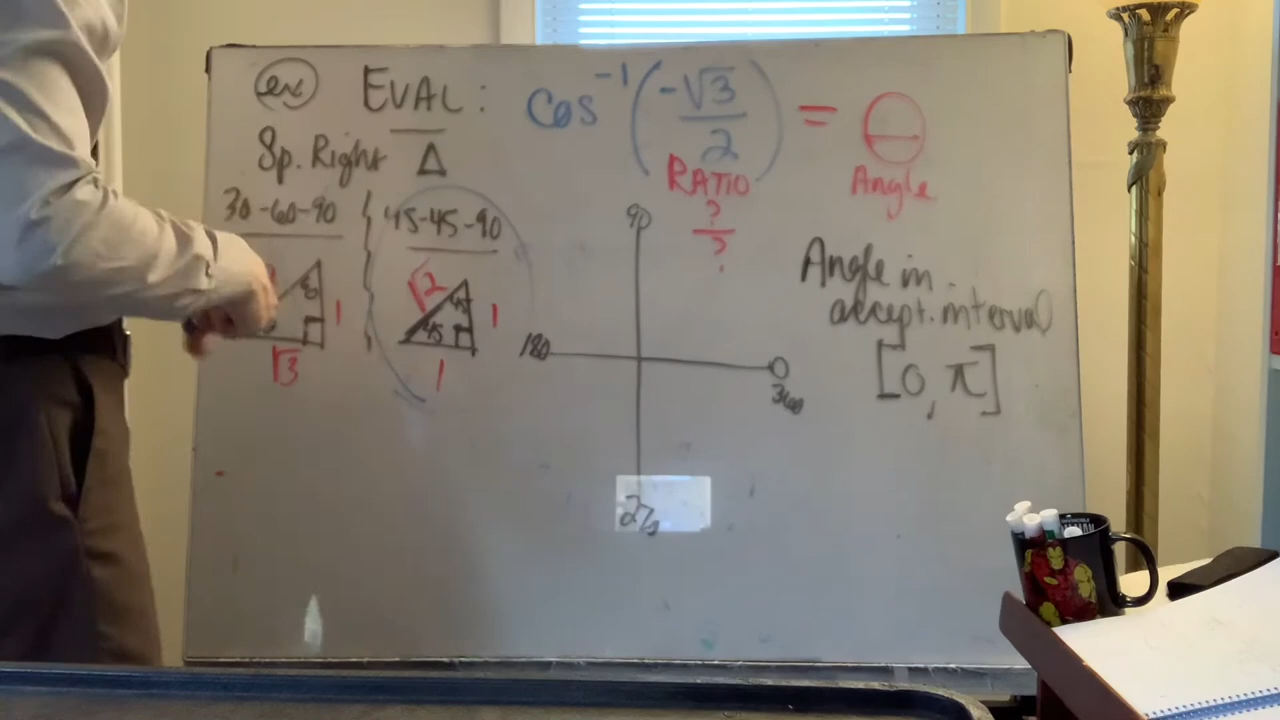 ex EVAL: cos⁻¹(-√3/2) = θ
Sp. Right Δ
RATIO
Angle
?/?
30-60-90
45-45-90
1
√3
√2
45
45
1
1
90
180
360
270
Angle in
accept. interval
[0, π]